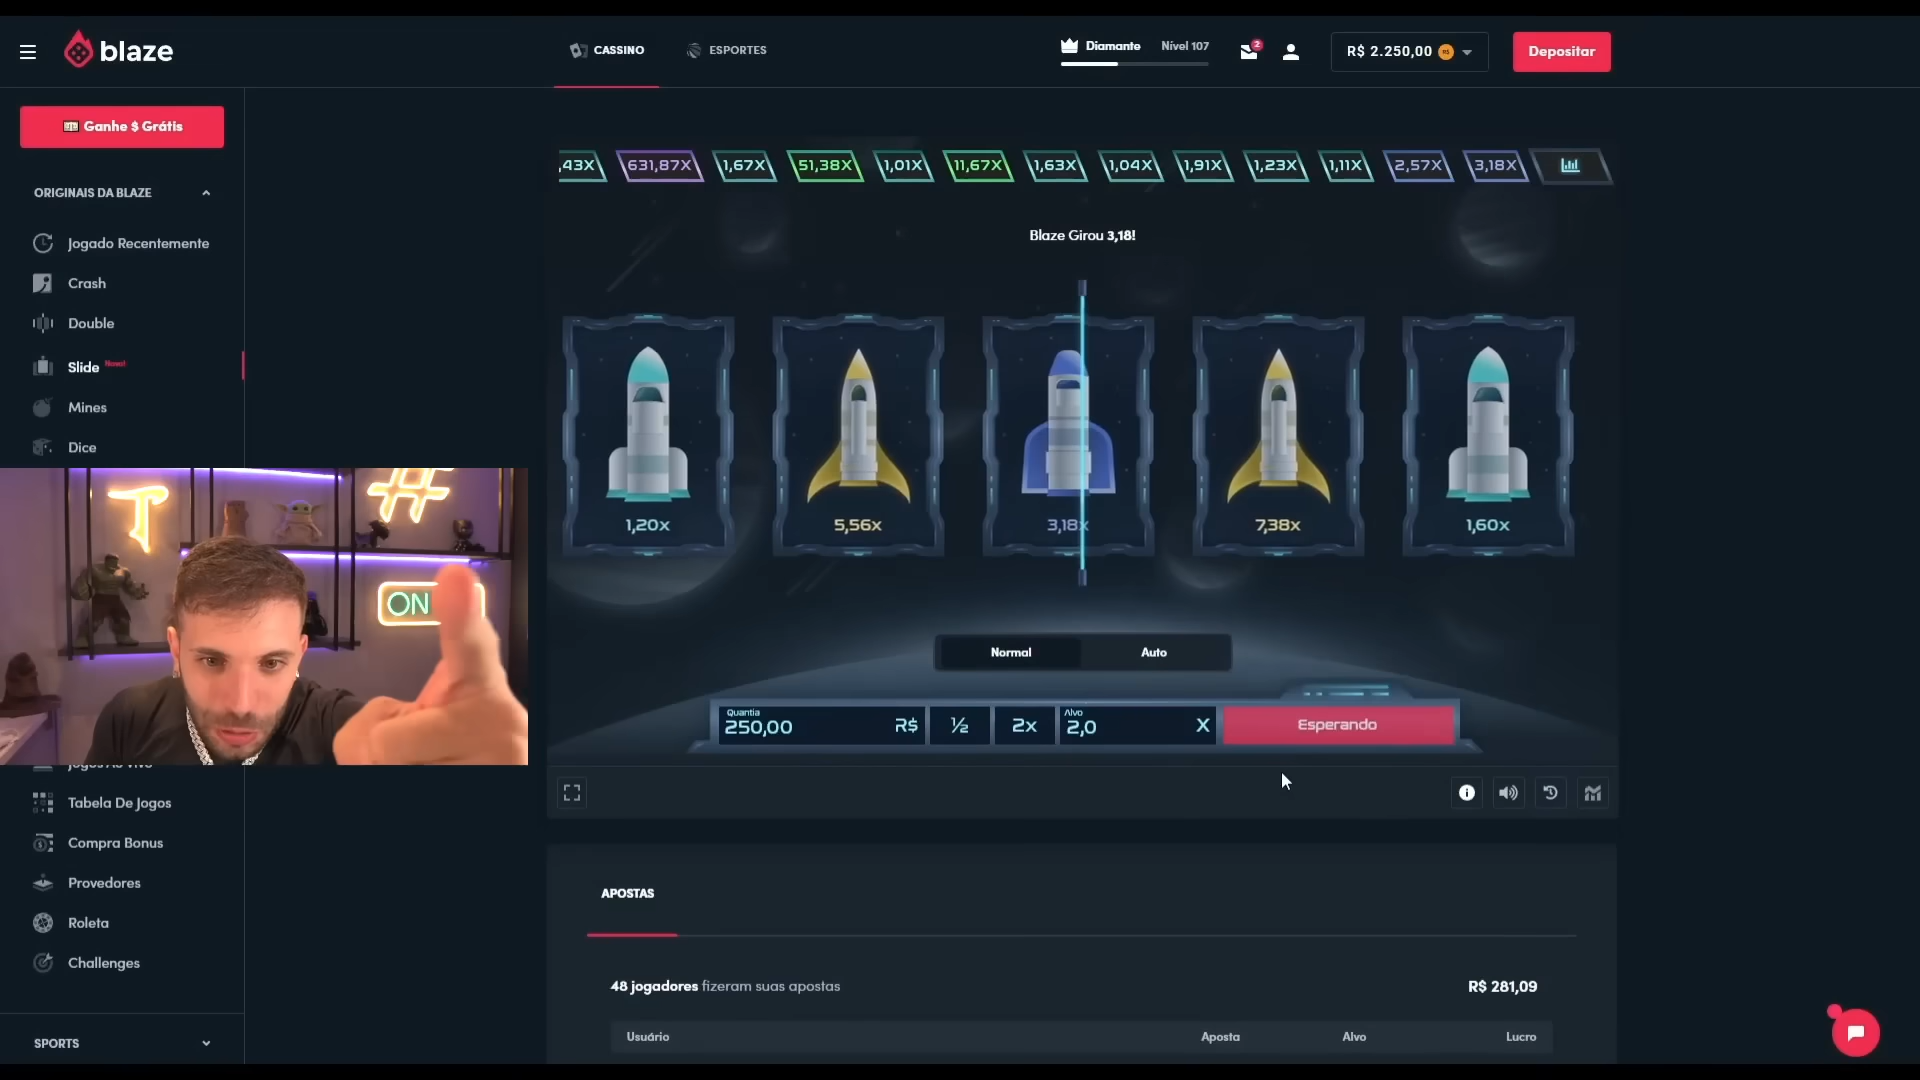 blaze
CASSINO
ESPORTES
Diamante Nível 107
2
R$ 2.250,00 R$
Depositar
Ganhe $ Grátis
ORIGINAIS DA BLAZE
Jogado Recentemente
Crash
Double
Slide Novo!
Mines
Dice
Tabela De Jogos
Compra Bonus
Provedores
Roleta
Challenges
SPORTS
T
#
ON
,43X 631,87X 1,67X 51,38X 1,01X 11,67X 1,63X 1,04X 1,91X 1,23X 1,11X 2,57X 3,18X
Blaze Girou 3,18!
1,20x 5,56x 3,18x 7,38x 1,60x
Normal Auto
Quantia
250,00 R$
½
2x
Alvo
2,0 X
Esperando
APOSTAS
48 jogadores fizeram suas apostas R$ 281,09
Usuário Aposta Alvo Lucro